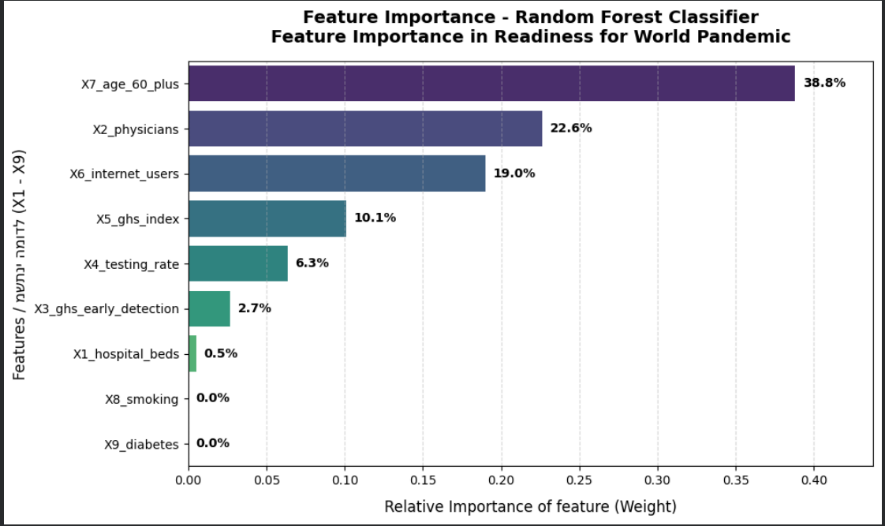 Feature Importance - Random Forest Classifier
Feature Importance in Readiness for World Pandemic
Features / לדומה ינתשמ (X1 - X9)
X7_age_60_plus 38.8%
X2_physicians 22.6%
X6_internet_users 19.0%
X5_ghs_index 10.1%
X4_testing_rate 6.3%
X3_ghs_early_detection 2.7%
X1_hospital_beds 0.5%
X8_smoking 0.0%
X9_diabetes 0.0%
0.00 0.05 0.10 0.15 0.20 0.25 0.30 0.35 0.40
Relative Importance of feature (Weight)